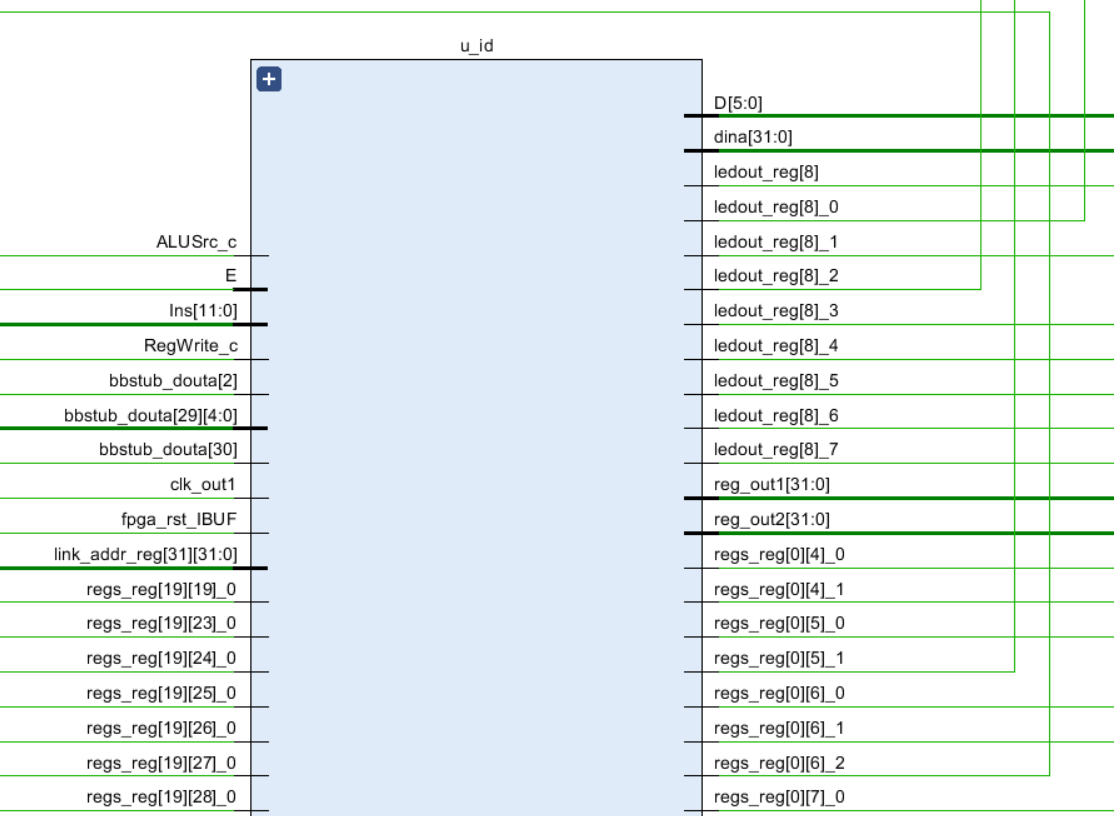 u_id
+
D[5:0]
dina[31:0]
ledout_reg[8]
ledout_reg[8]_0
ledout_reg[8]_1
ledout_reg[8]_2
ledout_reg[8]_3
ledout_reg[8]_4
ledout_reg[8]_5
ledout_reg[8]_6
ledout_reg[8]_7
reg_out1[31:0]
reg_out2[31:0]
regs_reg[0][4]_0
regs_reg[0][4]_1
regs_reg[0][5]_0
regs_reg[0][5]_1
regs_reg[0][6]_0
regs_reg[0][6]_1
regs_reg[0][6]_2
regs_reg[0][7]_0
ALUSrc_c
E
Ins[11:0]
RegWrite_c
bbstub_douta[2]
bbstub_douta[29][4:0]
bbstub_douta[30]
clk_out1
fpga_rst_IBUF
link_addr_reg[31][31:0]
regs_reg[19][19]_0
regs_reg[19][23]_0
regs_reg[19][24]_0
regs_reg[19][25]_0
regs_reg[19][26]_0
regs_reg[19][27]_0
regs_reg[19][28]_0